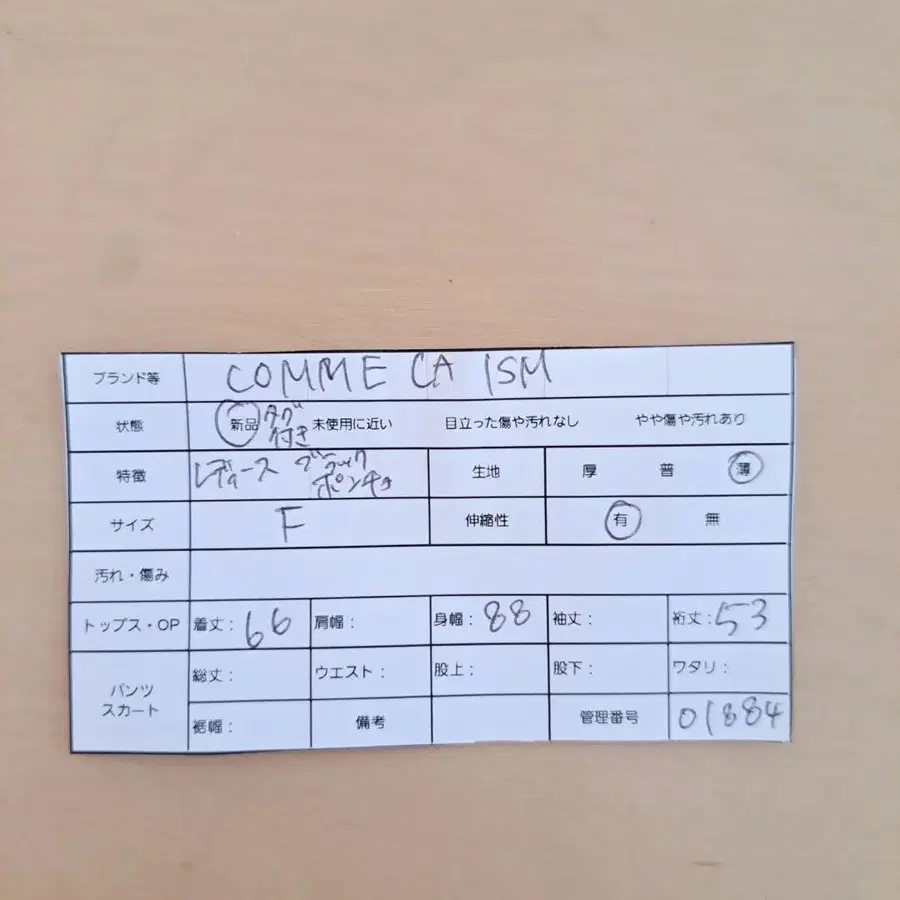 ブランド等 COMME CA ISM
状態 新品 タグ付き 未使用に近い 目立った傷や汚れなし やや傷や汚れあり
特徴 レディース ブラック ポンチョ 生地 厚 普 薄
サイズ F 伸縮性 有 無
汚れ・傷み
トップス・OP 着丈：66 肩幅： 身幅：88 袖丈： 裄丈：53
パンツ スカート 総丈： ウエスト： 股上： 股下： ワタリ：
裾幅： 備考 管理番号 01884